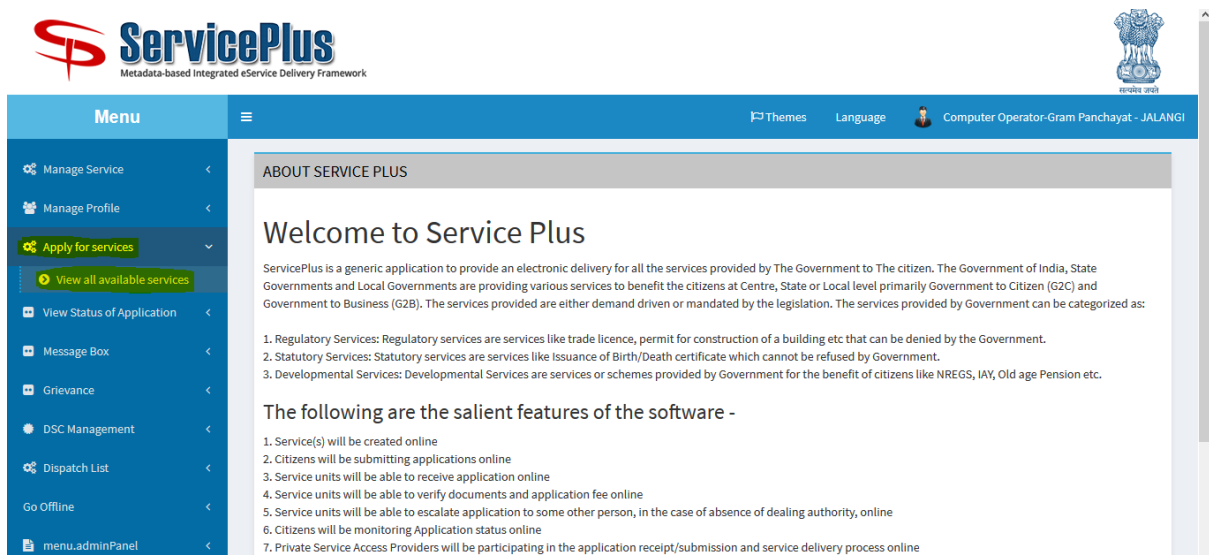 ServicePlus
Metadata-based Integrated eService Delivery Framework
सत्यमेव जयते
Menu
Themes
Language
Computer Operator-Gram Panchayat - JALANGI
Manage Service
Manage Profile
Apply for services
View all available services
View Status of Application
Message Box
Grievance
DSC Management
Dispatch List
Go Offline
menu.adminPanel
ABOUT SERVICE PLUS
Welcome to Service Plus
ServicePlus is a generic application to provide an electronic delivery for all the services provided by The Government to The citizen. The Government of India, State
Governments and Local Governments are providing various services to benefit the citizens at Centre, State or Local level primarily Government to Citizen (G2C) and
Government to Business (G2B). The services provided are either demand driven or mandated by the legislation. The services provided by Government can be categorized as:
1. Regulatory Services: Regulatory services are services like trade licence, permit for construction of a building etc that can be denied by the Government.
2. Statutory Services: Statutory services are services like Issuance of Birth/Death certificate which cannot be refused by Government.
3. Developmental Services: Developmental Services are services or schemes provided by Government for the benefit of citizens like NREGS, IAY, Old age Pension etc.
The following are the salient features of the software -
1. Service(s) will be created online
2. Citizens will be submitting applications online
3. Service units will be able to receive application online
4. Service units will be able to verify documents and application fee online
5. Service units will be able to escalate application to some other person, in the case of absence of dealing authority, online
6. Citizens will be monitoring Application status online
7. Private Service Access Providers will be participating in the application receipt/submission and service delivery process online